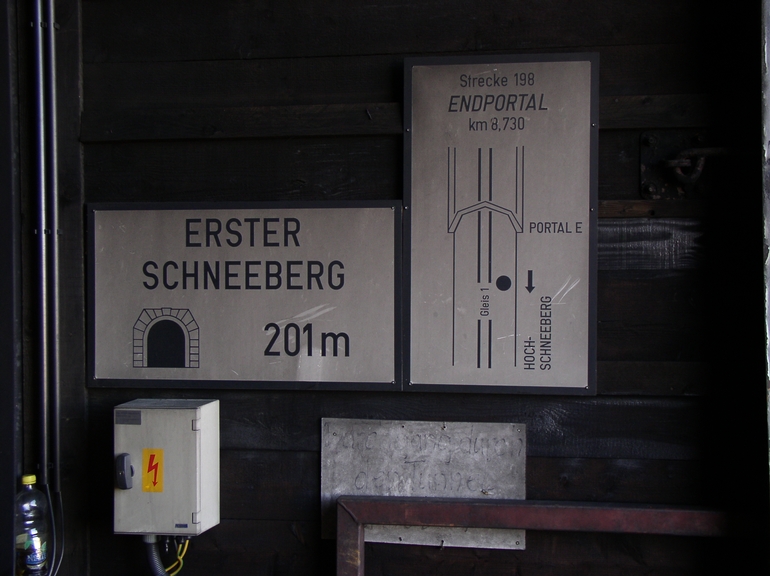 ERSTER
SCHNEEBERG
201m
Strecke 198
ENDPORTAL
km 8,730
PORTAL E
Gleis 1
HOCH-
SCHNEEBERG